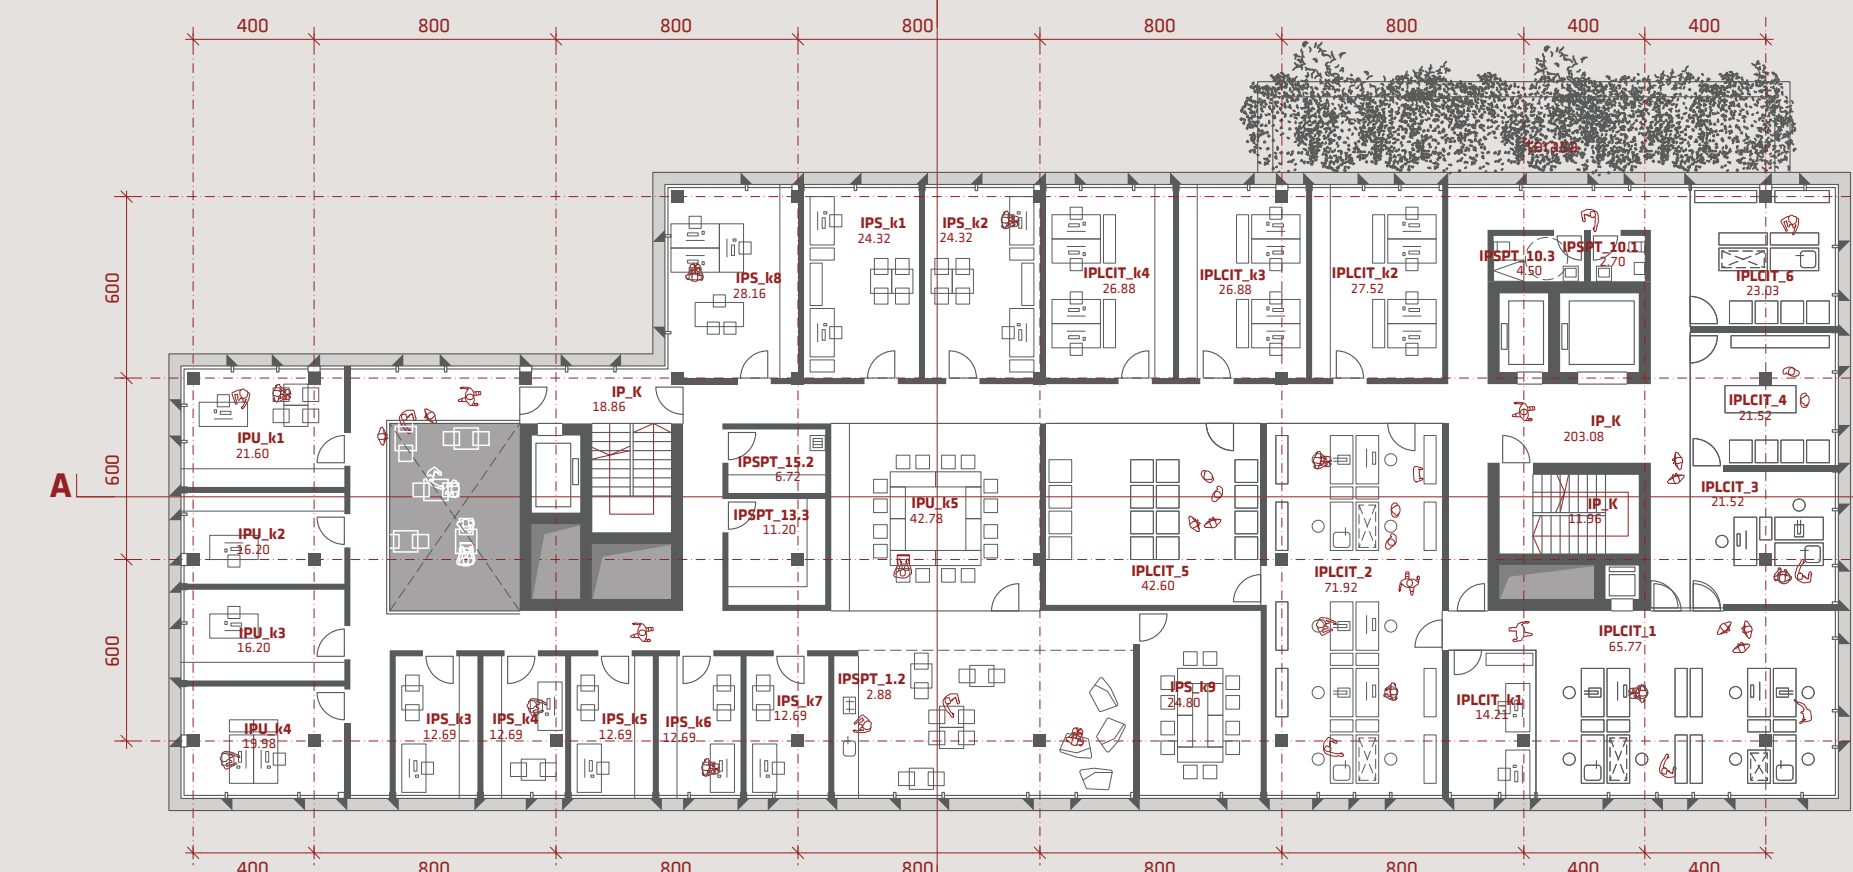 400 800 800 800 800 800 400 400
Terasa
600
600
600
A
IPS_k8
28.16
IPS_k1
24.32
IPS_k2
24.32
IPLCIT_k4
26.88
IPLCIT_k3
26.88
IPLCIT_k2
27.52
IPSPT_10.3
4.50
IPSPT_10.1
2.70
IPLCIT_6
23.03
IPU_k1
21.60
IP_K
18.86
IP_K
203.08
IPLCIT_4
21.52
IPSPT_15.2
6.72
IPU_k5
42.78
IPLCIT_3
21.52
IPU_k2
16.20
IPSPT_13.3
11.20
IP_K
11.96
IPLCIT_5
42.60
IPLCIT_2
71.92
IPU_k3
16.20
IPLCIT_1
65.77
IPU_k4
19.98
IPS_k3
12.69
IPS_k4
12.69
IPS_k5
12.69
IPS_k6
12.69
IPS_k7
12.69
IPSPT_1.2
2.88
IPS_k9
24.80
IPLCIT_k1
14.21
400 800 800 800 800 800 400 400